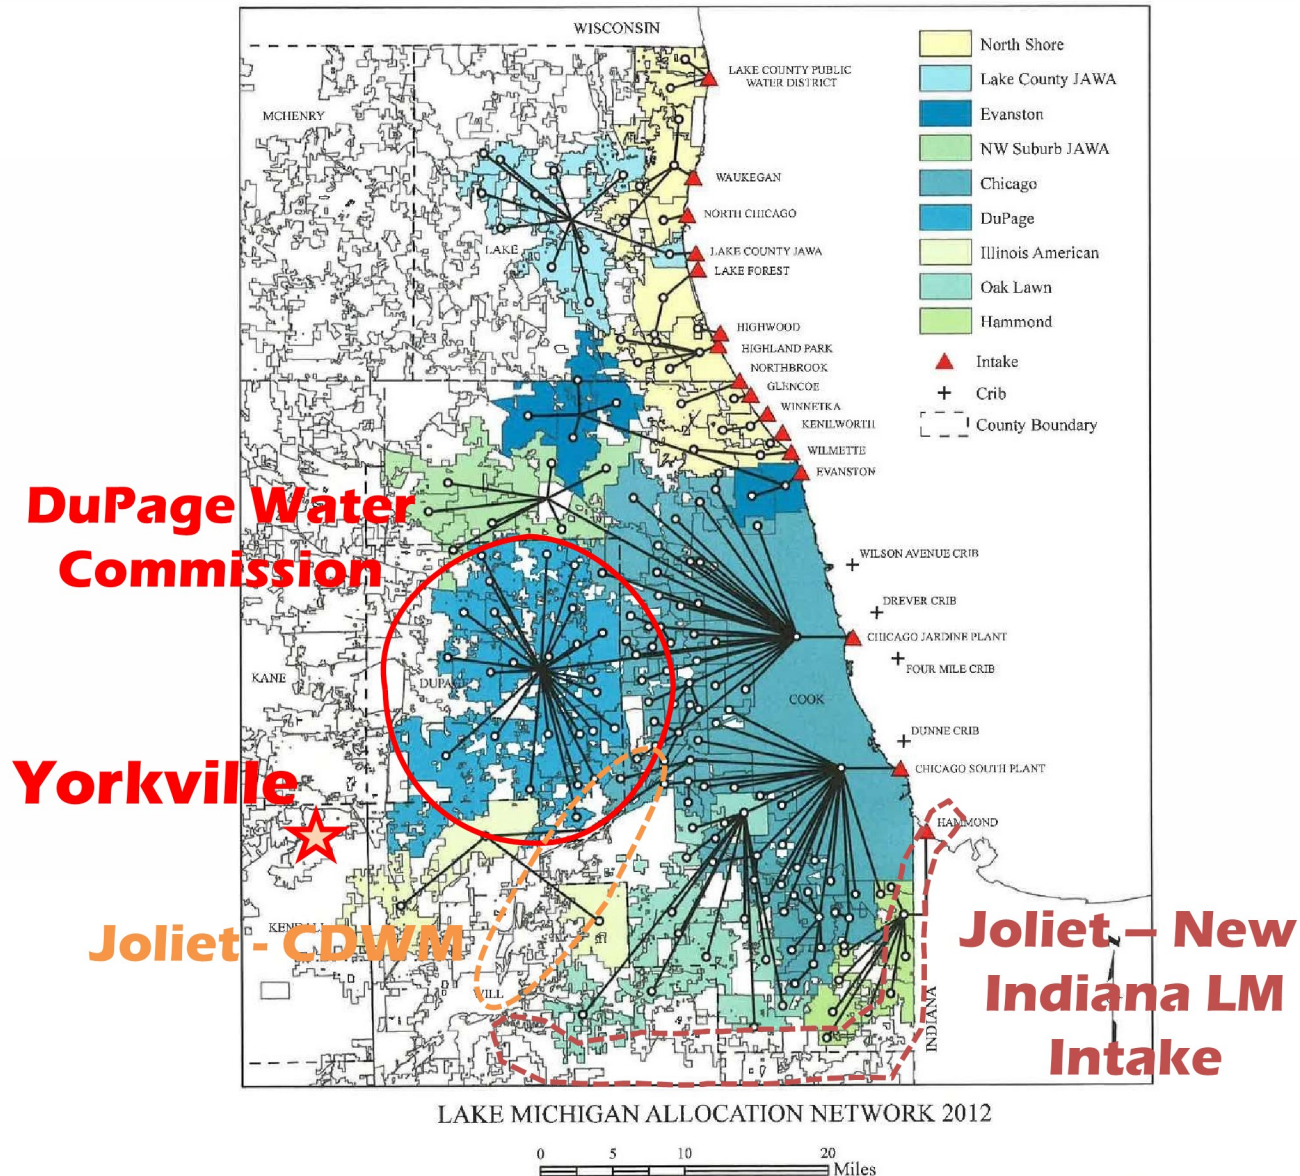 WISCONSIN
LAKE COUNTY PUBLIC
WATER DISTRICT
MCHENRY
WAUKEGAN
NORTH CHICAGO
LAKE
LAKE COUNTY JAWA
LAKE FOREST
HIGHWOOD
HIGHLAND PARK
NORTHBROOK
GLENCOE
WINNETKA
KENILWORTH
WILMETTE
EVANSTON
North Shore
Lake County JAWA
Evanston
NW Suburb JAWA
Chicago
DuPage
Illinois American
Oak Lawn
Hammond
Intake
Crib
County Boundary
DuPage Water
Commission
WILSON AVENUE CRIB
DREVER CRIB
CHICAGO JARDINE PLANT
FOUR MILE CRIB
KANE
DUPAGE
COOK
DUNNE CRIB
CHICAGO SOUTH PLANT
Yorkville
HAMMOND
KENDALL
Joliet - CDWM
WILL
Joliet – New
Indiana LM
Intake
INDIANA
LAKE MICHIGAN ALLOCATION NETWORK 2012
0 5 10 20
Miles